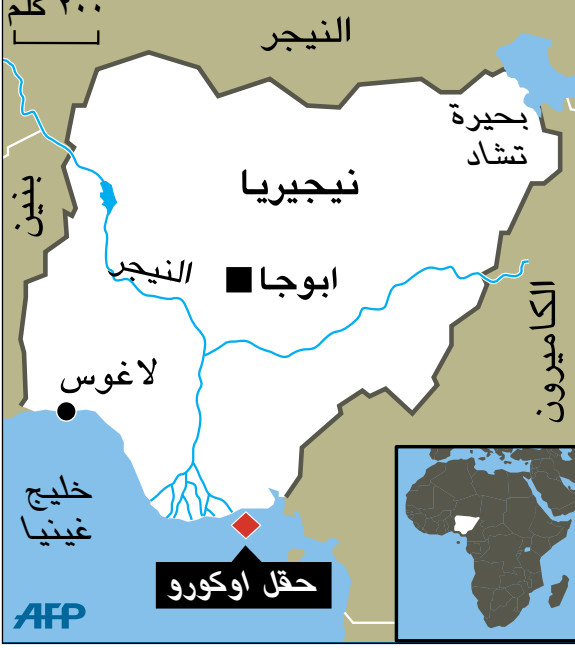 ٢٠٠ كلم
النيجر
بحيرة
تشاد
نيجيريا
بنين
النيجر
ابوجا
الكاميرون
لاغوس
خليج
غينيا
حقل اوكورو
AFP